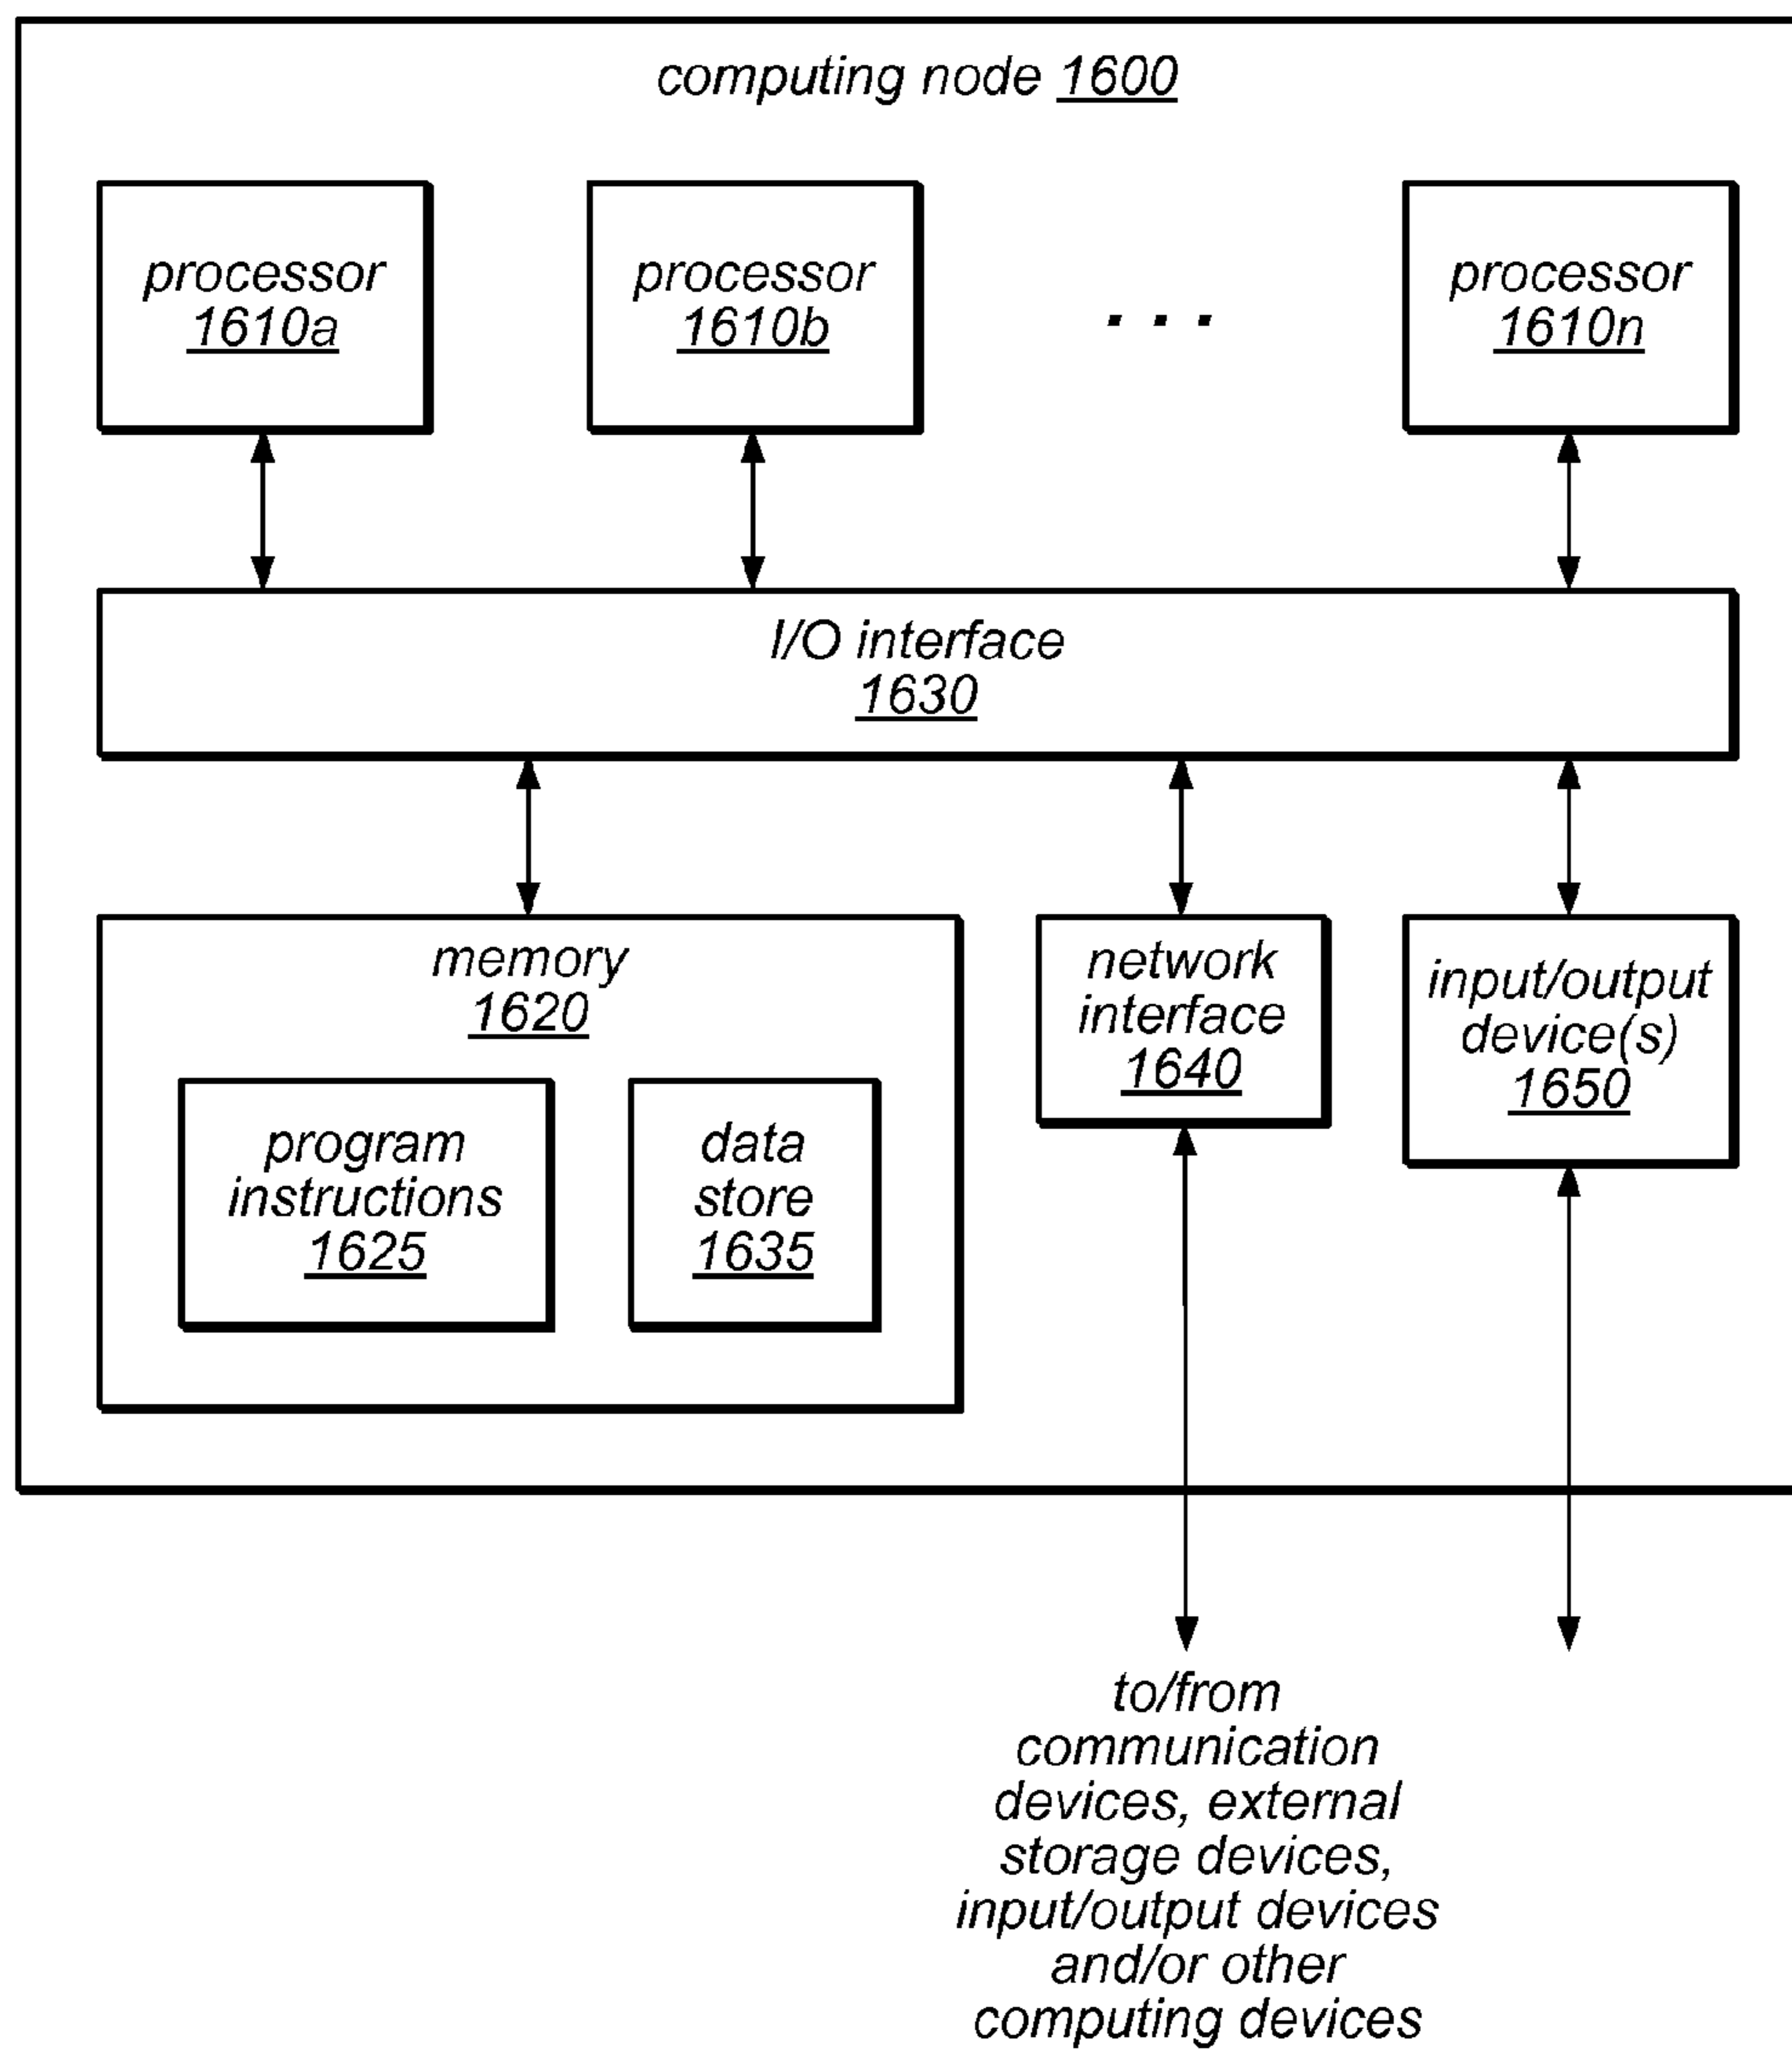 computing node 1600
processor
1610a
processor
1610b
. . .
processor
1610n
I/O interface
1630
memory
1620
program
instructions
1625
data
store
1635
network
interface
1640
input/output
device(s)
1650
to/from
communication
devices, external
storage devices,
input/output devices
and/or other
computing devices